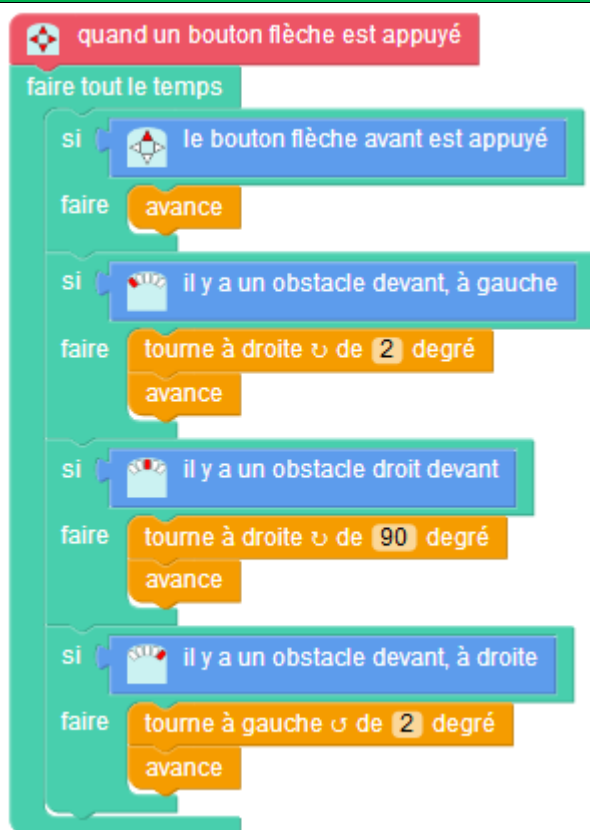 quand un bouton flèche est appuyé
faire tout le temps
si le bouton flèche avant est appuyé
faire avance
si il y a un obstacle devant, à gauche
faire tourne à droite ↻ de 2 degré
avance
si il y a un obstacle droit devant
faire tourne à droite ↻ de 90 degré
avance
si il y a un obstacle devant, à droite
faire tourne à gauche ↺ de 2 degré
avance